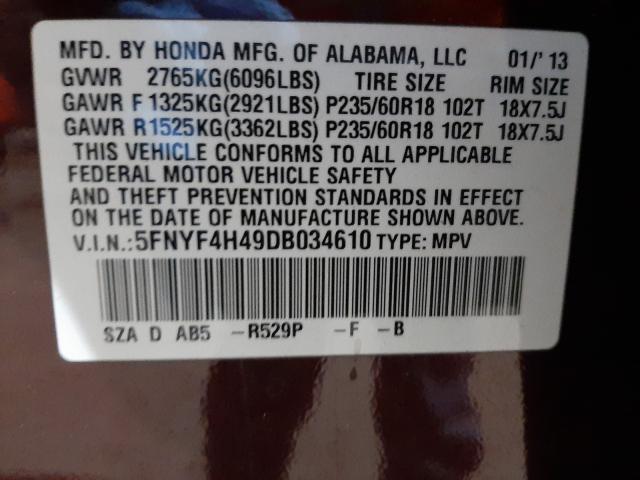 MFD. BY HONDA MFG. OF ALABAMA, LLC 01/'13
GVWR 2765KG(6096LBS) TIRE SIZE RIM SIZE
GAWR F 1325KG(2921LBS) P235/60R18 102T 18X7.5J
GAWR R1525KG(3362LBS) P235/60R18 102T 18X7.5J
THIS VEHICLE CONFORMS TO ALL APPLICABLE
FEDERAL MOTOR VEHICLE SAFETY
AND THEFT PREVENTION STANDARDS IN EFFECT
ON THE DATE OF MANUFACTURE SHOWN ABOVE.
V.I.N.:5FNYF4H49DB034610 TYPE: MPV
SZA D AB5 -R529P -F -B